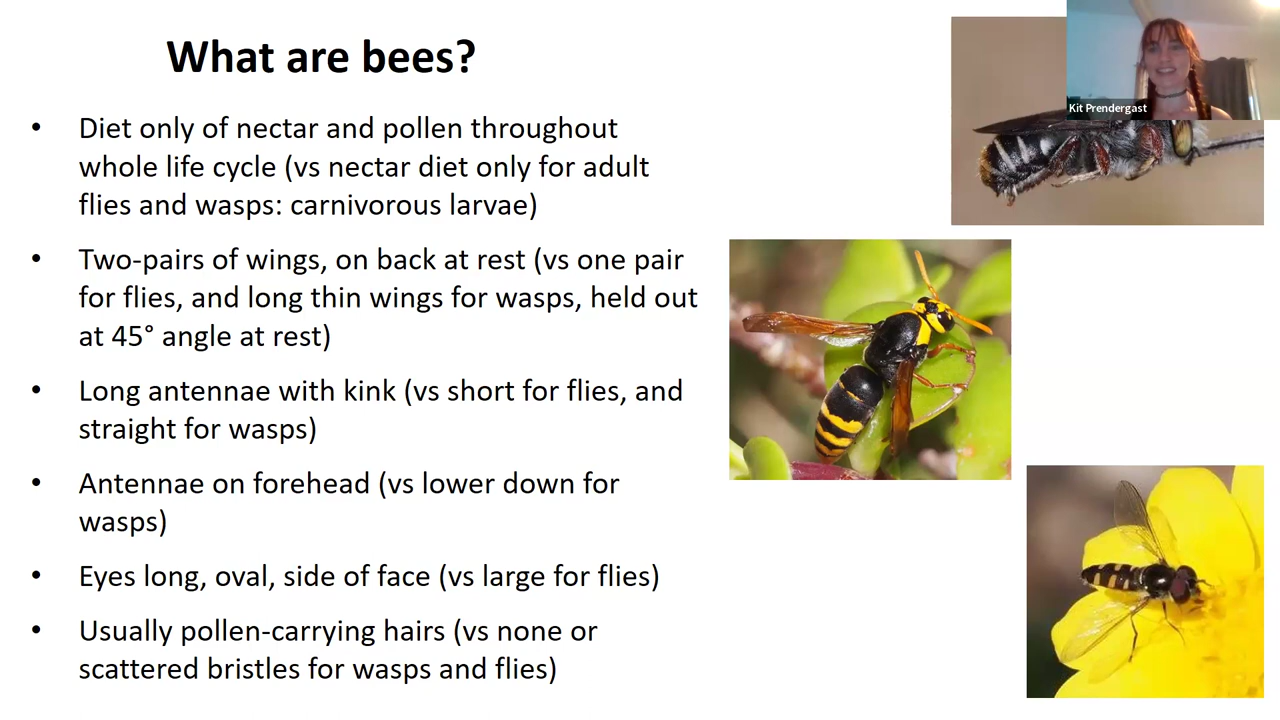 What are bees?
Kit Prendergast
• Diet only of nectar and pollen throughout
whole life cycle (vs nectar diet only for adult
flies and wasps: carnivorous larvae)
• Two-pairs of wings, on back at rest (vs one pair
for flies, and long thin wings for wasps, held out
at 45° angle at rest)
• Long antennae with kink (vs short for flies, and
straight for wasps)
• Antennae on forehead (vs lower down for
wasps)
• Eyes long, oval, side of face (vs large for flies)
• Usually pollen-carrying hairs (vs none or
scattered bristles for wasps and flies)